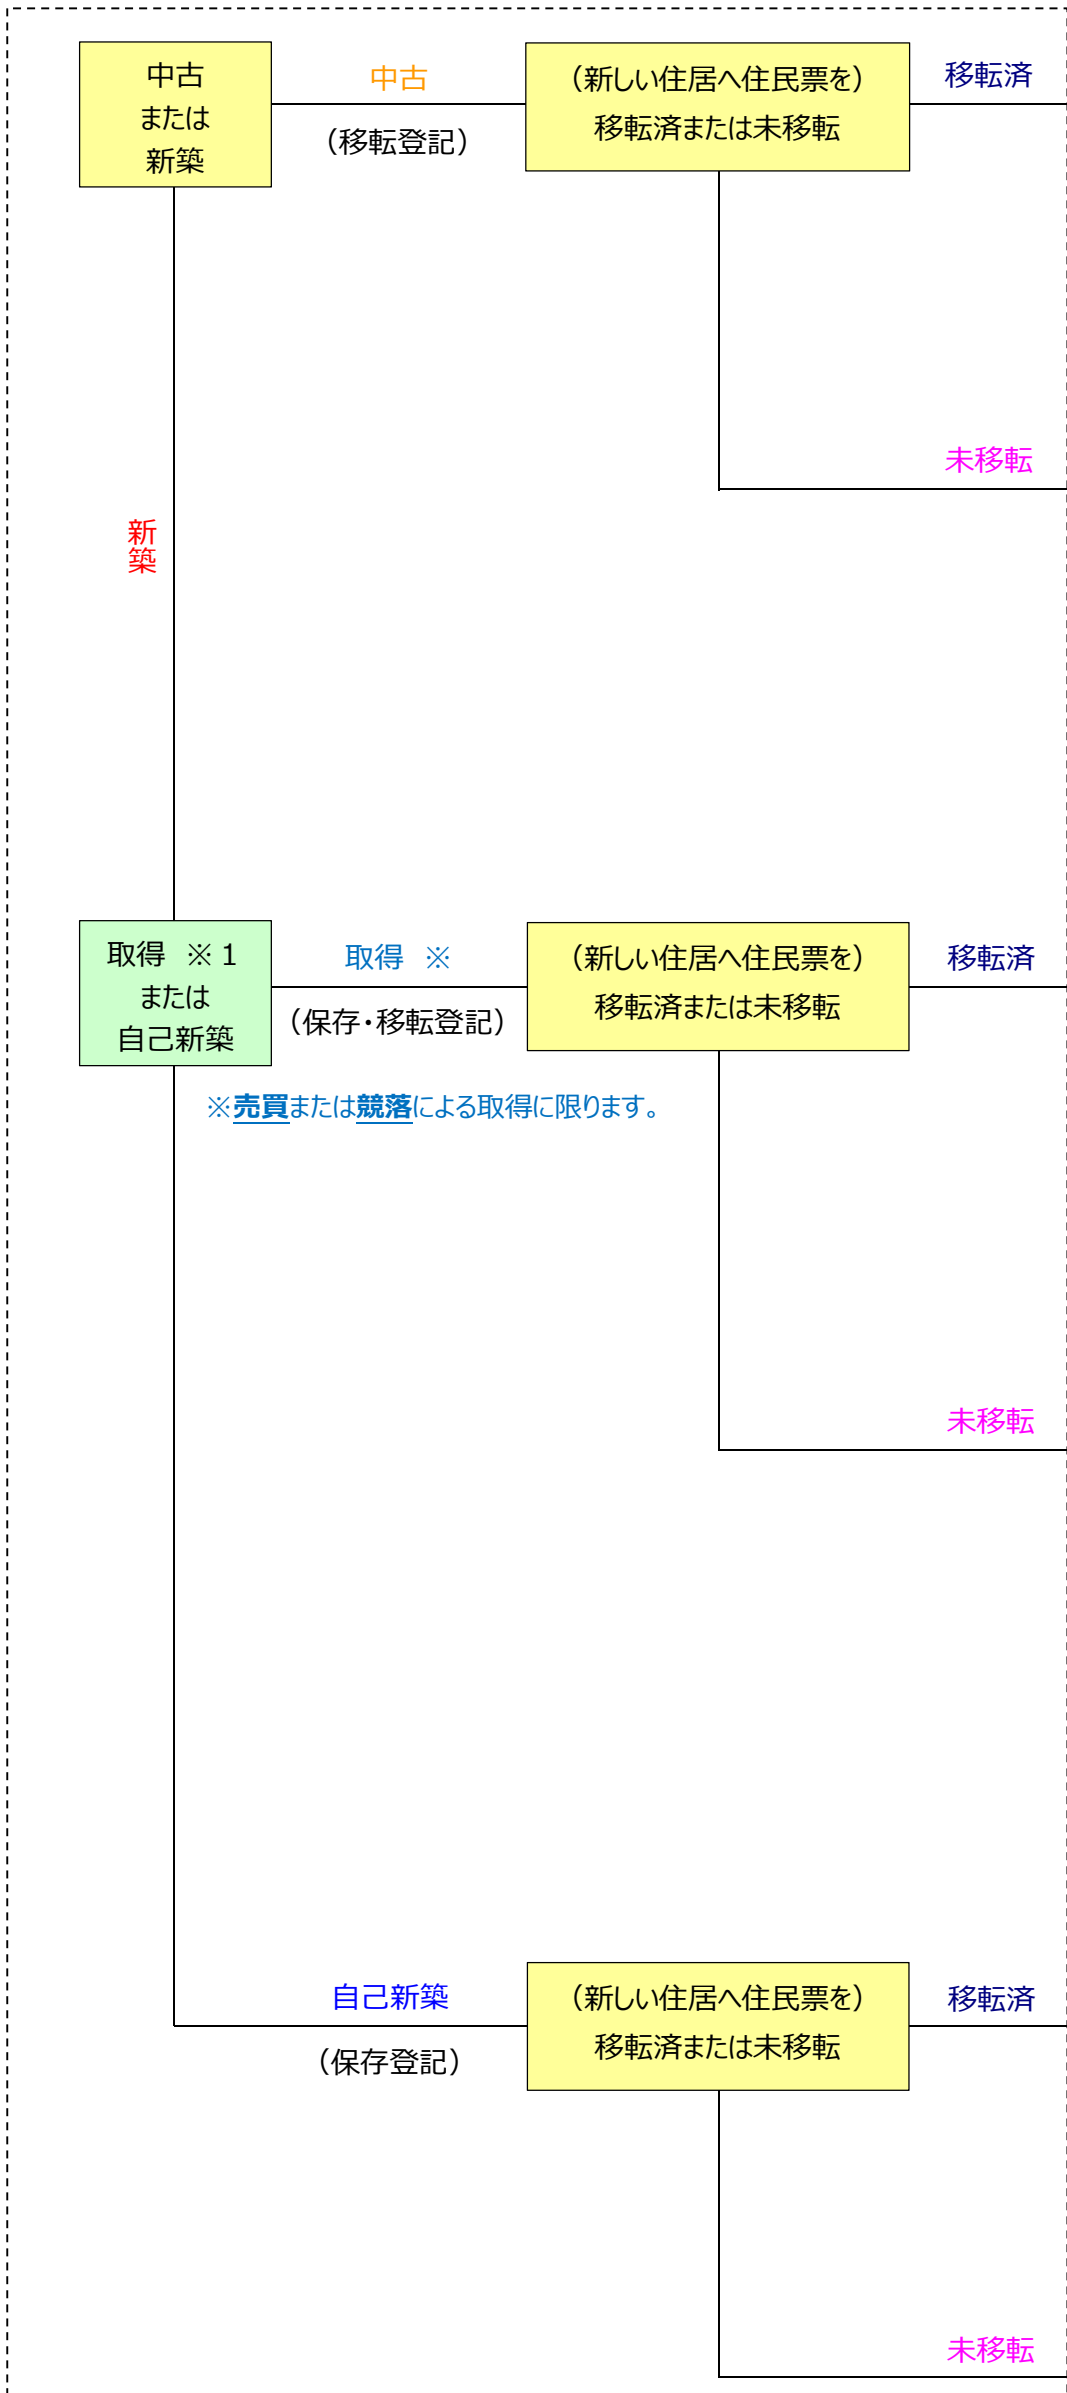 中古
または
新築
中古
（移転登記）
（新しい住居へ住民票を）
移転済または未移転
移転済
未移転
新築
取得　※１
または
自己新築
取得　※
（保存・移転登記）
（新しい住居へ住民票を）
移転済または未移転
移転済
※売買または競落による取得に限ります。
未移転
自己新築
（保存登記）
（新しい住居へ住民票を）
移転済または未移転
移転済
未移転